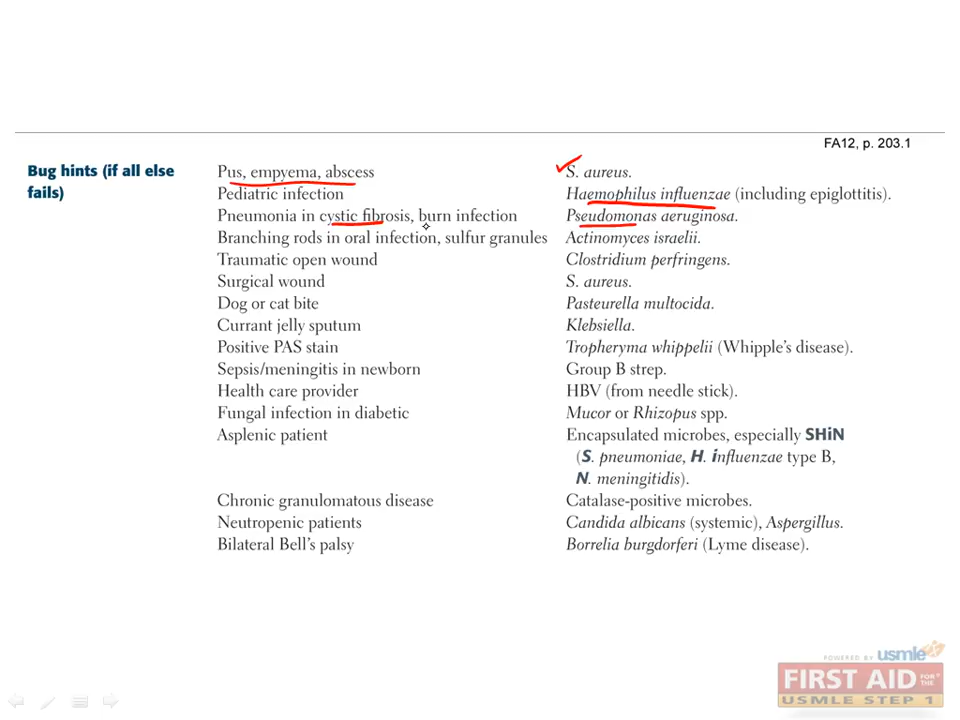 FA12, p. 203.1
Bug hints (if all else fails)
Pus, empyema, abscess S. aureus.
Pediatric infection Haemophilus influenzae (including epiglottitis).
Pneumonia in cystic fibrosis, burn infection Pseudomonas aeruginosa.
Branching rods in oral infection, sulfur granules Actinomyces israelii.
Traumatic open wound Clostridium perfringens.
Surgical wound S. aureus.
Dog or cat bite Pasteurella multocida.
Currant jelly sputum Klebsiella.
Positive PAS stain Tropheryma whippelii (Whipple's disease).
Sepsis/meningitis in newborn Group B strep.
Health care provider HBV (from needle stick).
Fungal infection in diabetic Mucor or Rhizopus spp.
Asplenic patient Encapsulated microbes, especially SHiN
(S. pneumoniae, H. influenzae type B,
N. meningitidis).
Chronic granulomatous disease Catalase-positive microbes.
Neutropenic patients Candida albicans (systemic), Aspergillus.
Bilateral Bell's palsy Borrelia burgdorferi (Lyme disease).
POWERED BY usmle
FIRST AID FOR THE
USMLE STEP 1